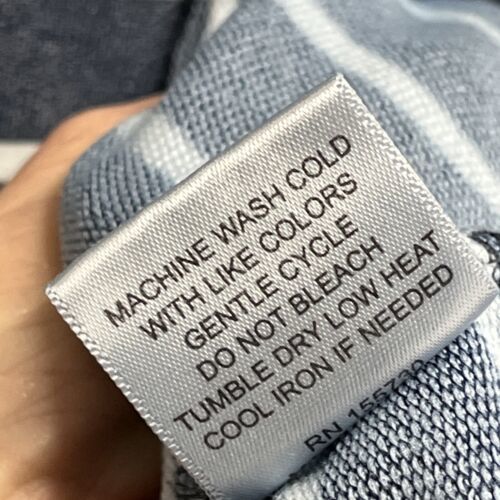 MACHINE WASH COLD
WITH LIKE COLORS
GENTLE CYCLE
DO NOT BLEACH
TUMBLE DRY LOW HEAT
COOL IRON IF NEEDED
RN